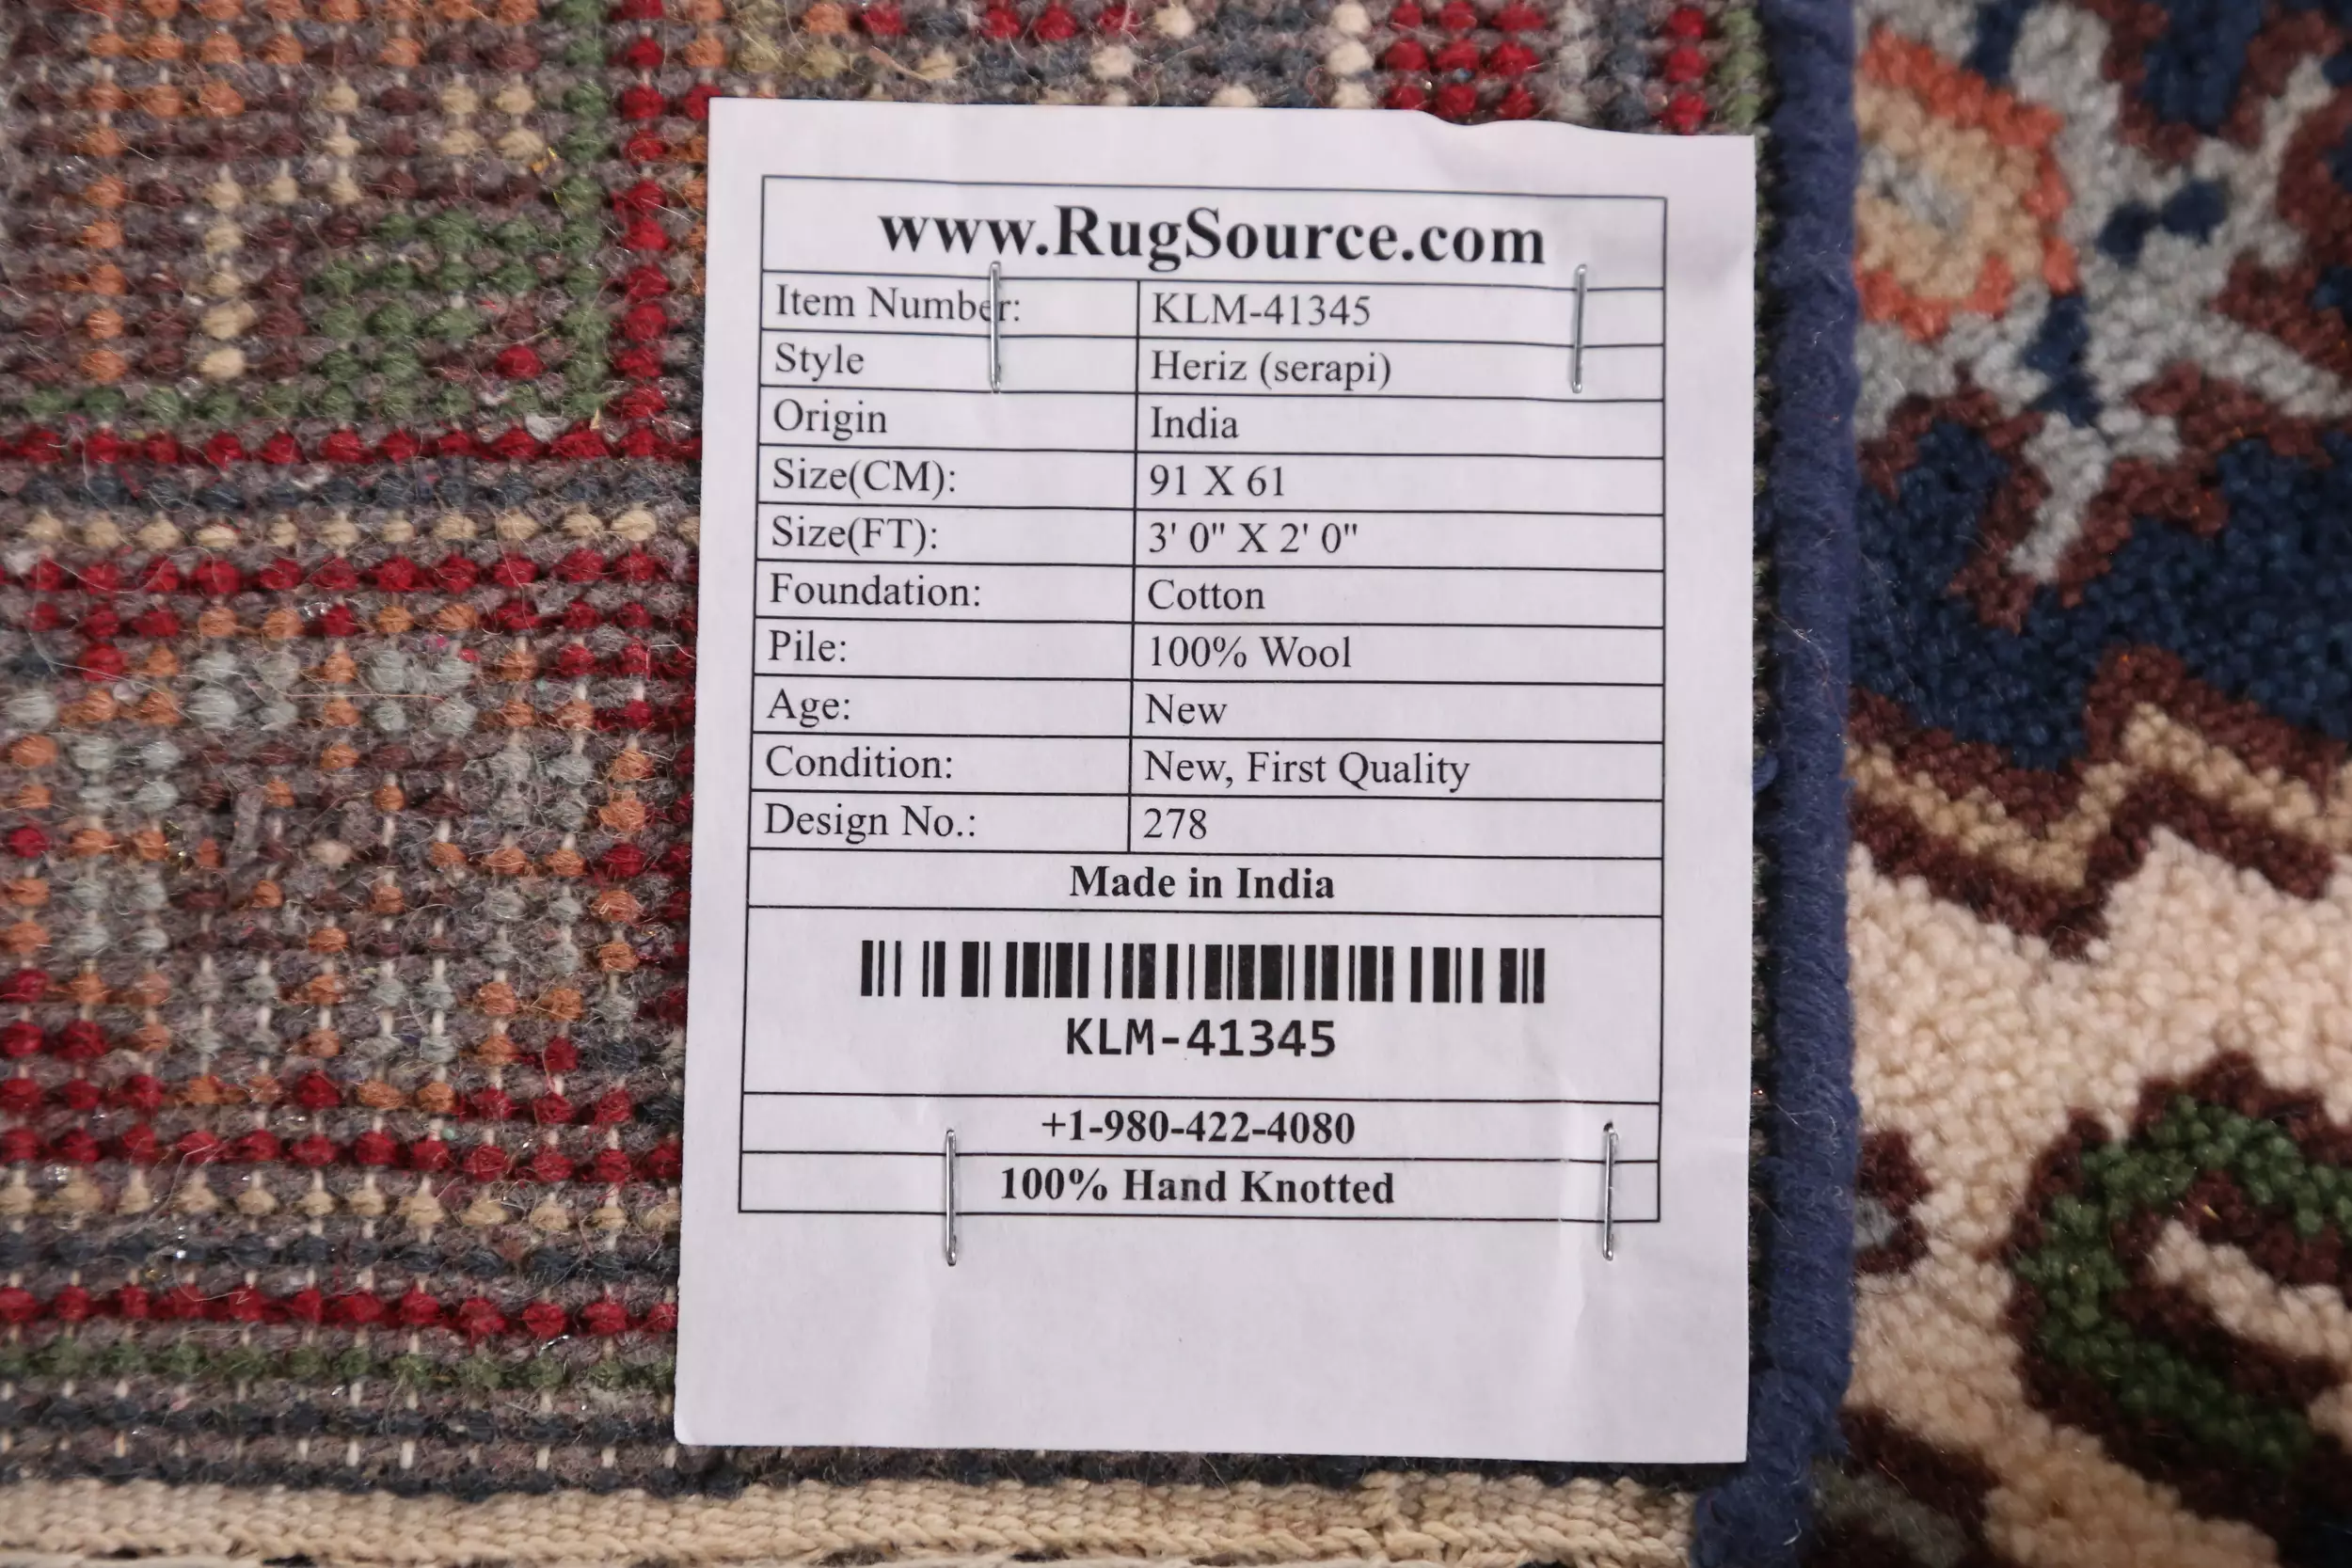 www.RugSource.com
Item Number: KLM-41345
Style Heriz (serapi)
Origin India
Size(CM): 91 X 61
Size(FT): 3' 0" X 2' 0"
Foundation: Cotton
Pile: 100% Wool
Age: New
Condition: New, First Quality
Design No.: 278
Made in India
KLM-41345
+1-980-422-4080
100% Hand Knotted